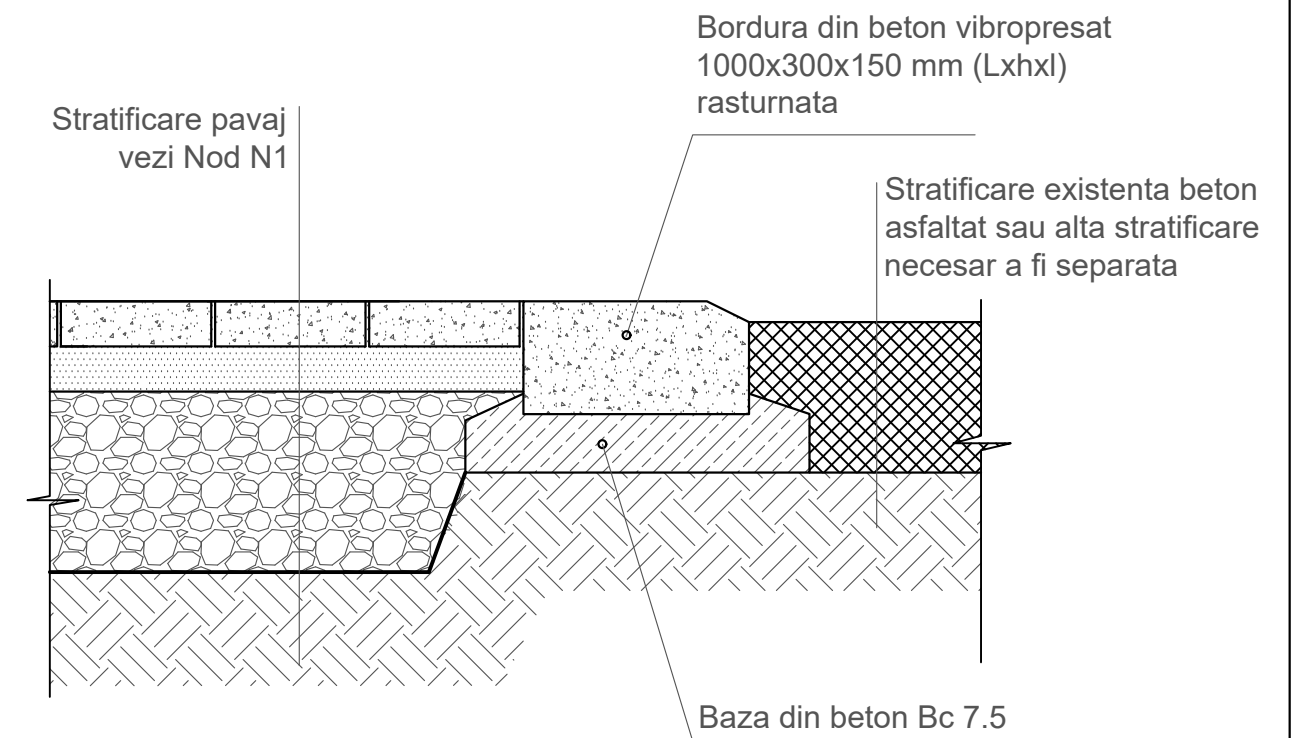 Bordura din beton vibropresat
1000x300x150 mm (Lxhxl)
rasturnata
Stratificare pavaj
vezi Nod N1
Stratificare existenta beton
asfaltat sau alta stratificare
necesar a fi separata
Baza din beton Bc 7.5